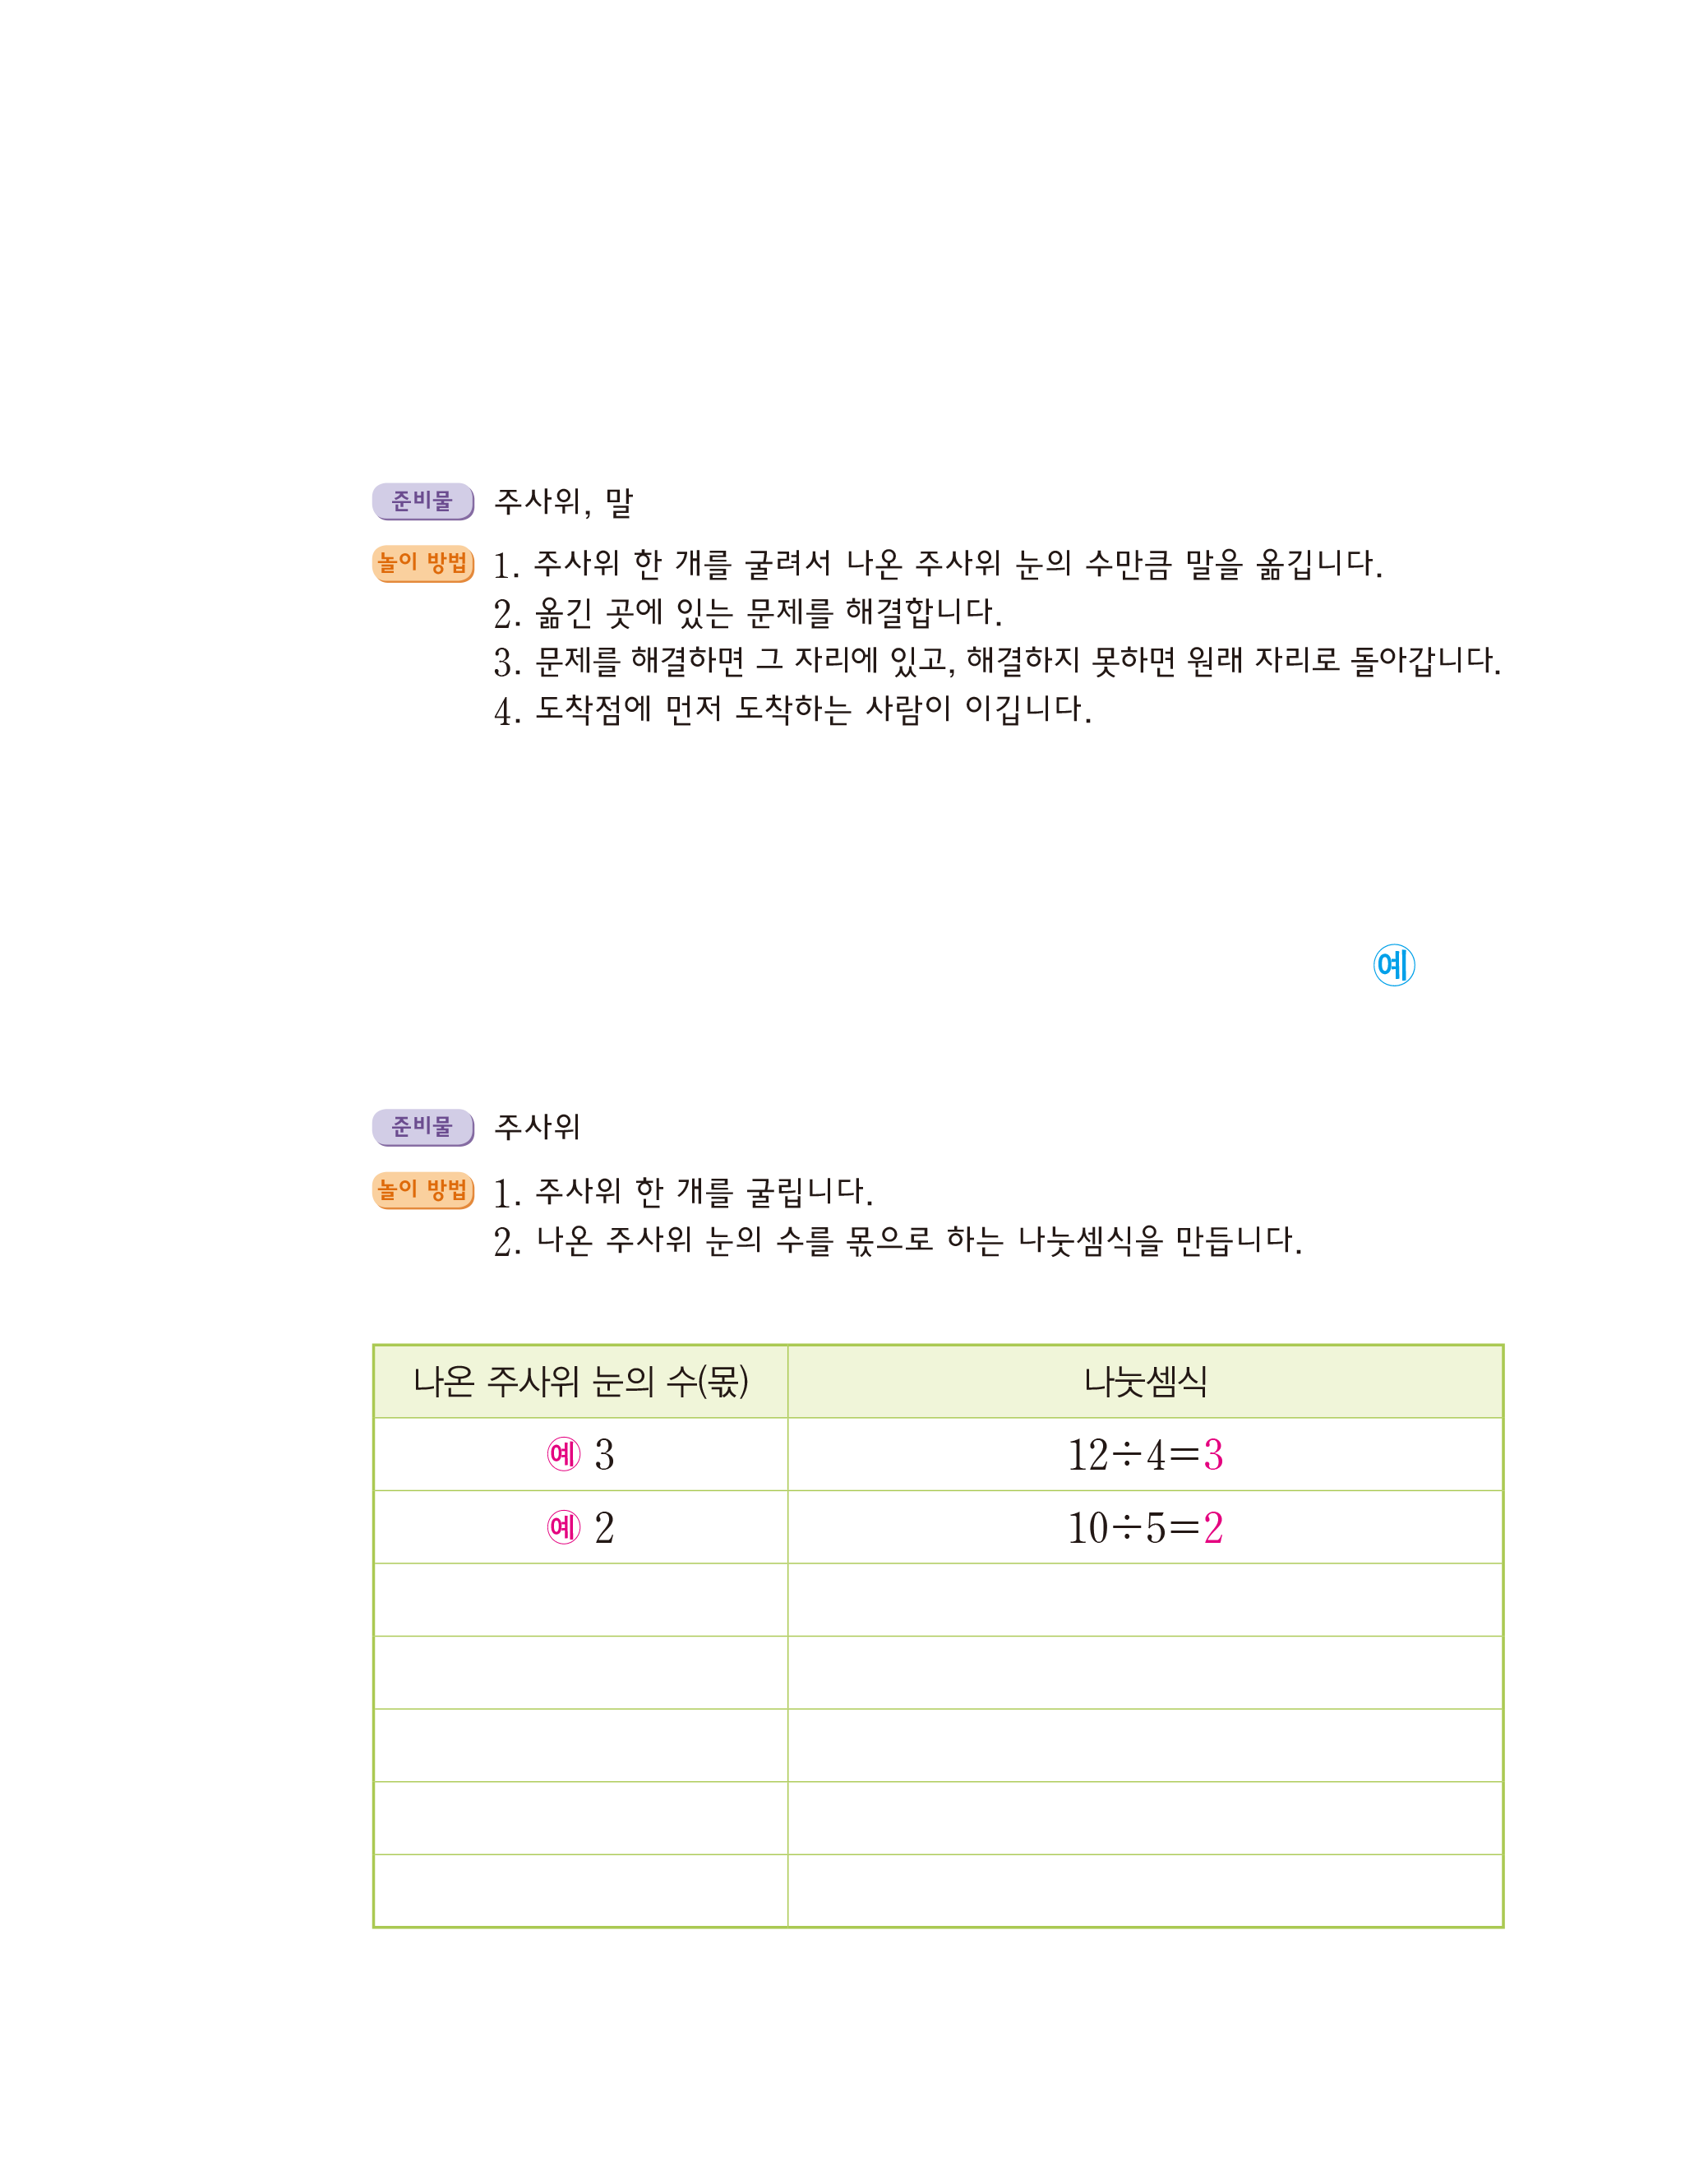 준비물 주사위, 말
놀이 방법 1. 주사위 한 개를 굴려서 나온 주사위 눈의 수만큼 말을 옮깁니다.
2. 옮긴 곳에 있는 문제를 해결합니다.
3. 문제를 해결하면 그 자리에 있고, 해결하지 못하면 원래 자리로 돌아갑니다.
4. 도착점에 먼저 도착하는 사람이 이깁니다.
예
준비물 주사위
놀이 방법 1. 주사위 한 개를 굴립니다.
2. 나온 주사위 눈의 수를 몫으로 하는 나눗셈식을 만듭니다.
나온 주사위 눈의 수(몫) 나눗셈식
예 3 12÷4=3
예 2 10÷5=2